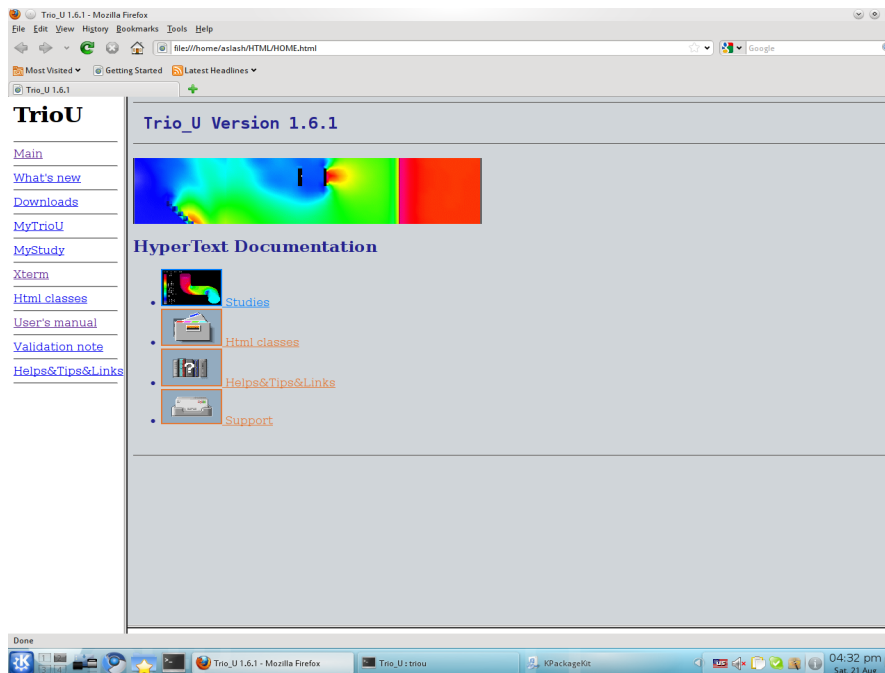 Trio_U 1.6.1 - Mozilla Firefox
File Edit View History Bookmarks Tools Help
file:///home/aslash/HTML/HOME.html
Google
Most Visited Getting Started Latest Headlines
Trio_U 1.6.1
TrioU
Main
What's new
Downloads
MyTrioU
MyStudy
Xterm
Html classes
User's manual
Validation note
Helps&Tips&Links
Trio_U Version 1.6.1
HyperText Documentation
Studies
Html classes
Helps&Tips&Links
Support
Done
Trio_U 1.6.1 - Mozilla Firefox
Trio_U : triou
KPackageKit
US
04:32 pm
Sat, 21 Aug